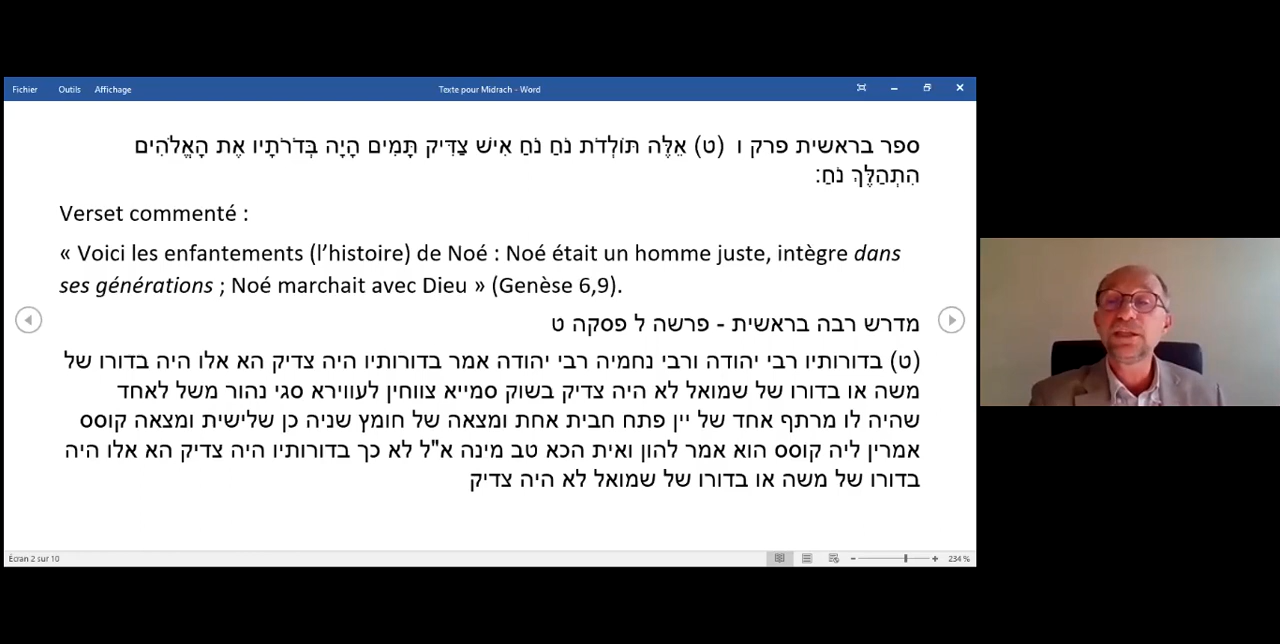 Fichier Outils Affichage Texte pour Midrach - Word
ספר בראשית פרק ו (ט) אֵלֶּה תּוֹלְדֹת נֹחַ נֹחַ אִישׁ צַדִּיק תָּמִים הָיָה בְּדֹרֹתָיו אֶת הָאֱלֹהִים
הִתְהַלֶּךְ נֹחַ:
Verset commenté :
« Voici les enfantements (l’histoire) de Noé : Noé était un homme juste, intègre dans
ses générations ; Noé marchait avec Dieu » (Genèse 6,9).
מדרש רבה בראשית - פרשה ל פסקה ט
(ט) בדורותיו רבי יהודה ורבי נחמיה רבי יהודה אמר בדורותיו היה צדיק הא אלו היה בדורו של
משה או בדורו של שמואל לא היה צדיק בשוק סמייא צווחין לעווירא סגי נהור משל לאחד
שהיה לו מרתף אחד של יין פתח חבית אחת ומצאה של חומץ שניה כן שלישית ומצאה קוסס
אמרין ליה קוסס הוא אמר להון ואית הכא טב מינה א"ל לא כך בדורותיו היה צדיק הא אלו היה
בדורו של משה או בדורו של שמואל לא היה צדיק
Écran 2 sur 10 234 %